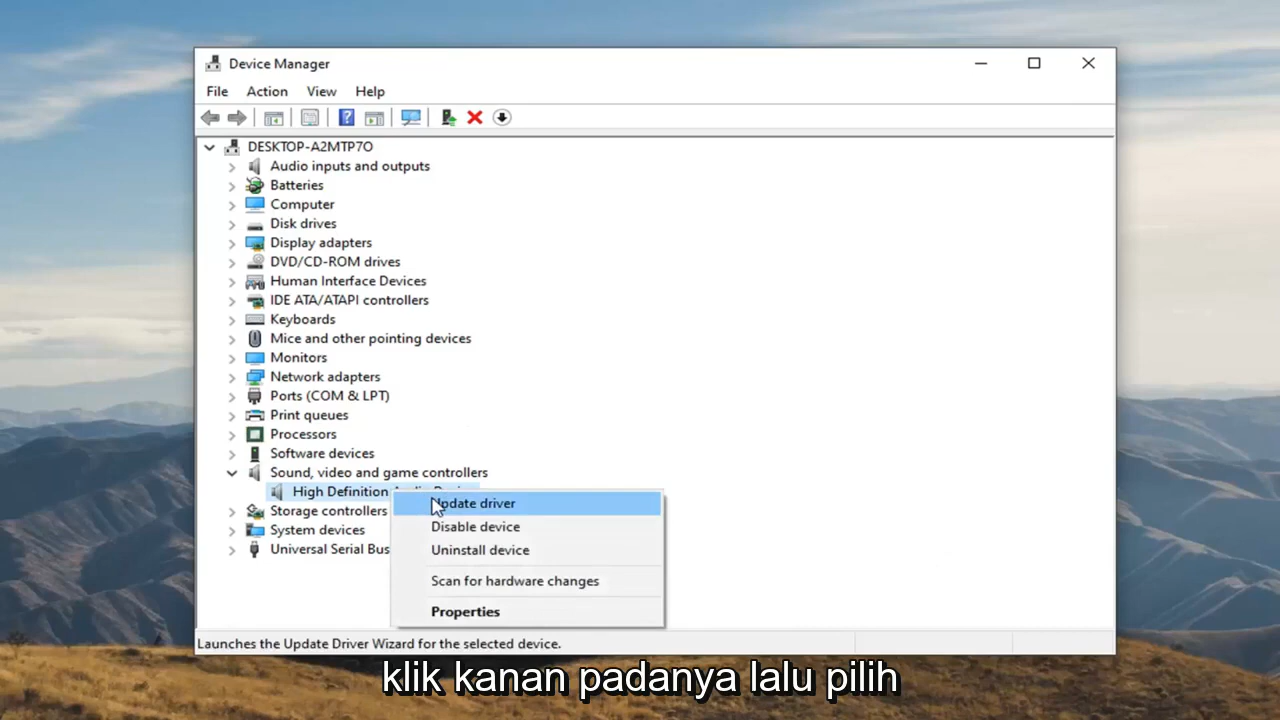 Device Manager
File Action View Help
DESKTOP-A2MTP7O
Audio inputs and outputs
Batteries
Computer
Disk drives
Display adapters
DVD/CD-ROM drives
Human Interface Devices
IDE ATA/ATAPI controllers
Keyboards
Mice and other pointing devices
Monitors
Network adapters
Ports (COM & LPT)
Print queues
Processors
Software devices
Sound, video and game controllers
High Definition
Update driver
Disable device
Uninstall device
Scan for hardware changes
Properties
Storage controllers
System devices
Universal Serial Bus
Launches the Update Driver Wizard for the selected device.
klik kanan padanya lalu pilih